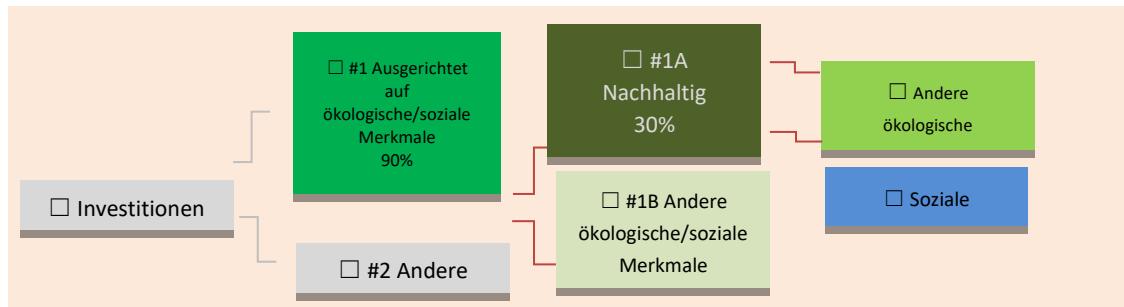 ☐ Investitionen
☐ #1 Ausgerichtet
auf
ökologische/soziale
Merkmale
90%
☐ #2 Andere
☐ #1A
Nachhaltig
30%
☐ #1B Andere
ökologische/soziale
Merkmale
☐ Andere
ökologische
☐ Soziale